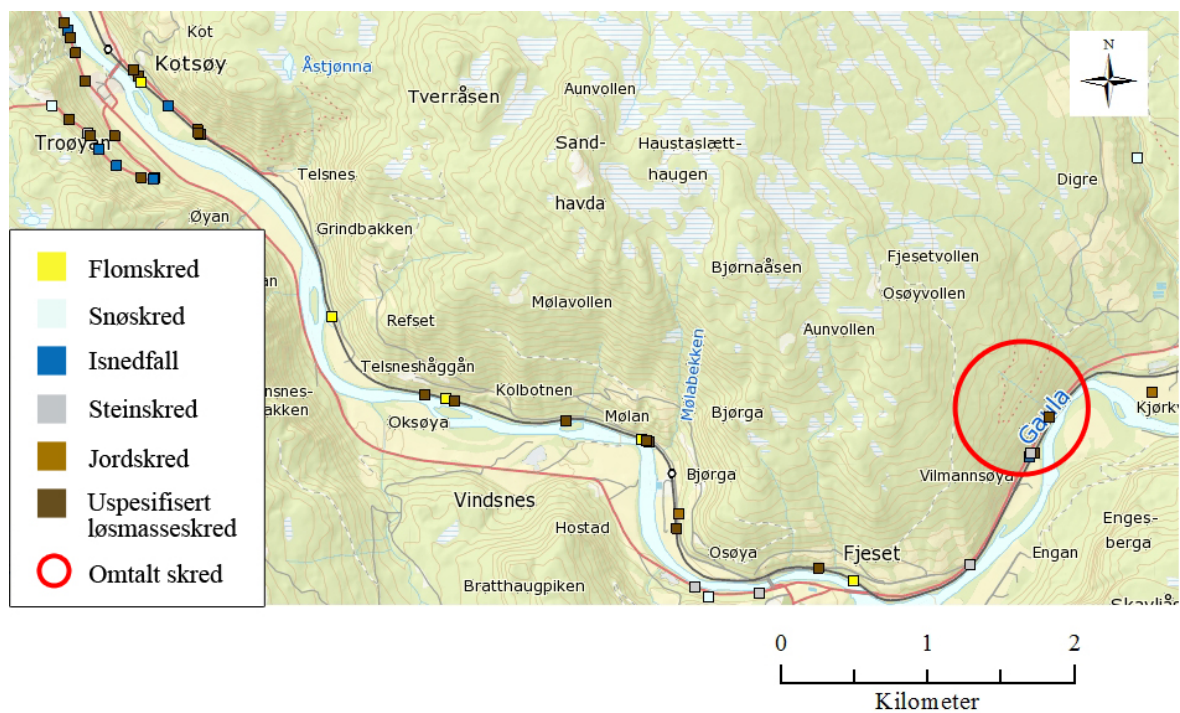 Kot
Kotsøy
Åstjønna
Tverråsen
Aunvollen
N
Troøyan
Sand-
havda
Haustaslætt-
haugen
Telsnes
Digre
Øyan
Grindbakken
Bjørnaåsen
Fjesetvollen
Osøyvollen
Mølavollen
Refset
Aunvollen
Telsneshåggån
Kolbotnen
Mølabekken
Mølan
Bjørga
Gaula
Oksøya
Bjørga
Vilmannsøya
Vindsnes
Hostad
Osøya
Fjeset
Enges-
berga
Engan
Bratthaugpiken
Flomskred
Snøskred
Isnedfall
Steinskred
Jordskred
Uspesifisert
løsmasseskred
Omtalt skred
0 1 2
Kilometer